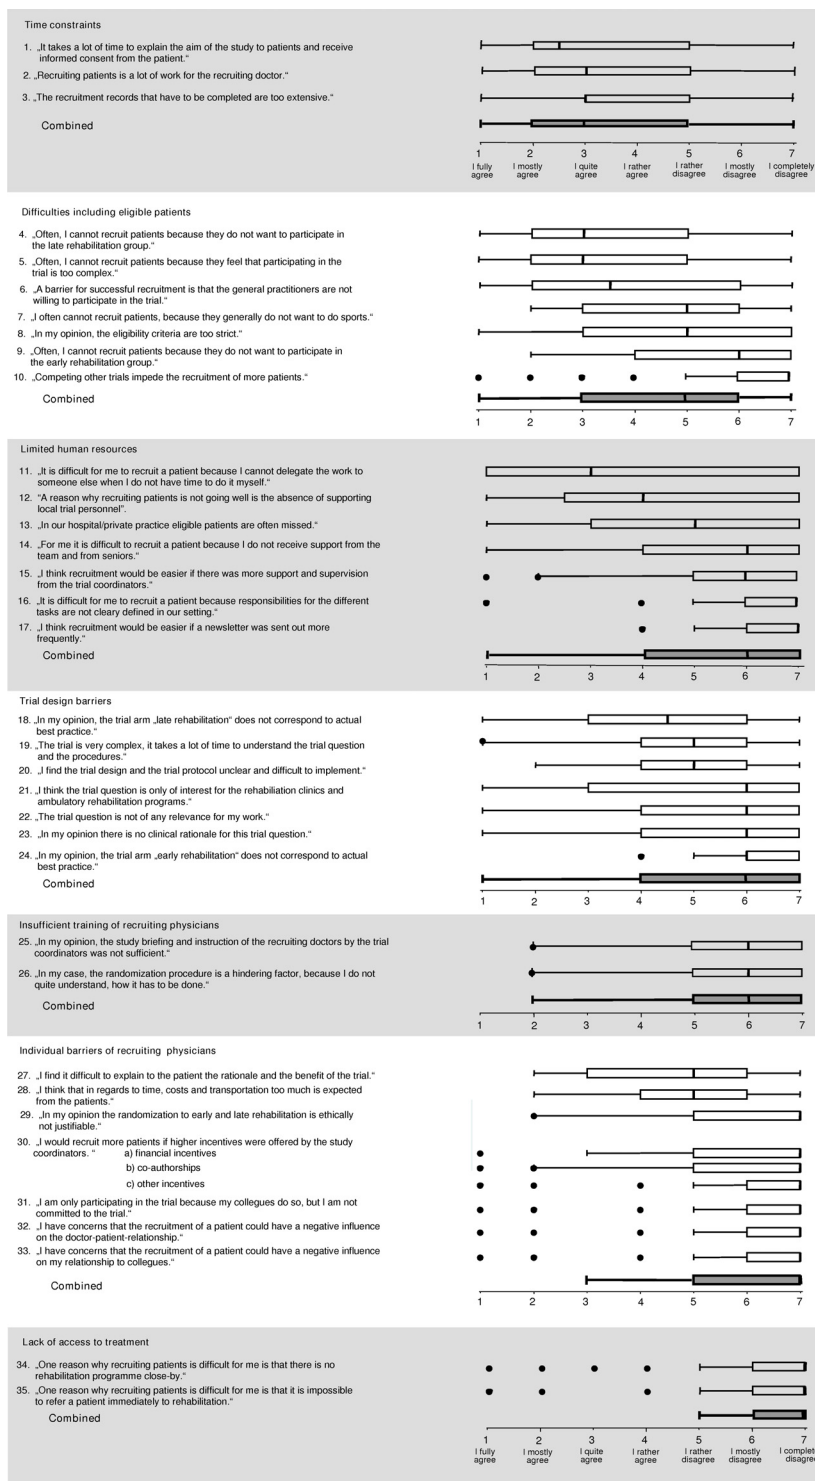 Time constraints
1. „It takes a lot of time to explain the aim of the study to patients and receive
informed consent from the patient.“
2. „Recruiting patients is a lot of work for the recruiting doctor.“
3. „The recruitment records that have to be completed are too extensive.“
Combined
1 2 3 4 5 6 7
I fully agree I mostly agree I quite agree I rather agree I rather disagree I mostly disagree I completely disagree
Difficulties including eligible patients
4. „Often, I cannot recruit patients because they do not want to participate in
the late rehabilitation group.“
5. „Often, I cannot recruit patients because they feel that participating in the
trial is too complex.“
6. „A barrier for successful recruitment is that the general practitioners are not
willing to participate in the trial.“
7. „I often cannot recruit patients, because they generally do not want to do sports.“
8. „In my opinion, the eligibility criteria are too strict.“
9. „Often, I cannot recruit patients because they do not want to participate in
the early rehabilitation group.“
10. „Competing other trials impede the recruitment of more patients.“
Combined
1 2 3 4 5 6 7
Limited human resources
11. „It is difficult for me to recruit a patient because I cannot delegate the work to
someone else when I do not have time to do it myself.“
12. “A reason why recruiting patients is not going well is the absence of supporting
local trial personnel”.
13. „In our hospital/private practice eligible patients are often missed.“
14. „For me it is difficult to recruit a patient because I do not receive support from the
team and from seniors.“
15. „I think recruitment would be easier if there was more support and supervision
from the trial coordinators.“
16. „It is difficult for me to recruit a patient because responsibilities for the different
tasks are not cleary defined in our setting.“
17. „I think recruitment would be easier if a newsletter was sent out more
frequently.“
Combined
1 2 3 4 5 6 7
Trial design barriers
18. „In my opinion, the trial arm „late rehabilitation“ does not correspond to actual
best practice.“
19. „The trial is very complex, it takes a lot of time to understand the trial question
and the procedures.“
20. „I find the trial design and the trial protocol unclear and difficult to implement.“
21. „I think the trial question is only of interest for the rehabiliation clinics and
ambulatory rehabilitation programs.“
22. „The trial question is not of any relevance for my work.“
23. „In my opinion there is no clinical rationale for this trial question.“
24. „In my opinion, the trial arm „early rehabilitation“ does not correspond to actual
best practice.“
Combined
1 2 3 4 5 6 7
Insufficient training of recruiting physicians
25. „In my opinion, the study briefing and instruction of the recruiting doctors by the trial
coordinators was not sufficient.“
26. „In my case, the randomization procedure is a hindering factor, because I do not
quite understand, how it has to be done.“
Combined
1 2 3 4 5 6 7
Individual barriers of recruiting physicians
27. „I find it difficult to explain to the patient the rationale and the benefit of the trial.“
28. „I think that in regards to time, costs and transportation too much is expected
from the patients.“
29. „In my opinion the randomization to early and late rehabilitation is ethically
not justifiable.“
30. „I would recruit more patients if higher incentives were offered by the study
coordinators. “ a) financial incentives
b) co-authorships
c) other incentives
31. „I am only participating in the trial because my collegues do so, but I am not
committed to the trial.“
32. „I have concerns that the recruitment of a patient could have a negative influence
on the doctor-patient-relationship.“
33. „I have concerns that the recruitment of a patient could have a negative influence
on my relationship to collegues.“
Combined
1 2 3 4 5 6 7
Lack of access to treatment
34. „One reason why recruiting patients is difficult for me is that there is no
rehabilitation programme close-by.“
35. „One reason why recruiting patients is difficult for me is that it is impossible
to refer a patient immediately to rehabilitation.“
Combined
1 2 3 4 5 6 7
I fully agree I mostly agree I quite agree I rather agree I rather disagree I mostly disagree I complete disagre